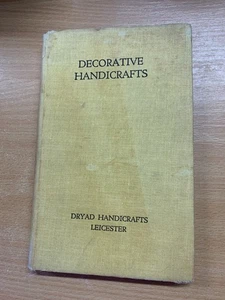 DECORATIVE
HANDICRAFTS
DRYAD HANDICRAFTS
LEICESTER